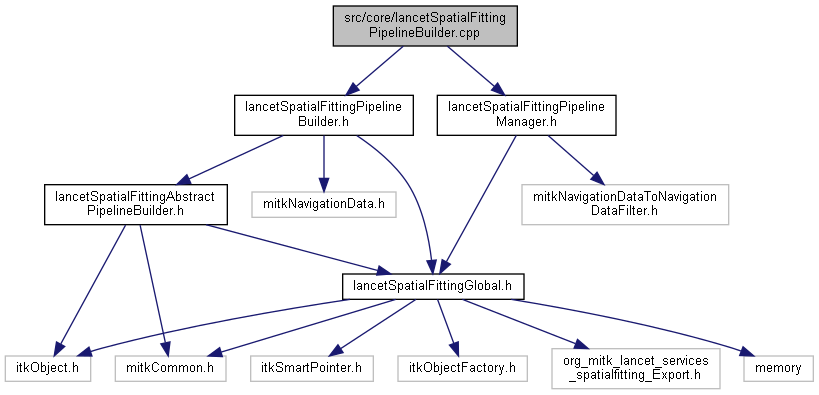 src/core/lancetSpatialFitting
PipelineBuilder.cpp
lancetSpatialFittingPipeline
Builder.h
lancetSpatialFittingPipeline
Manager.h
lancetSpatialFittingAbstract
PipelineBuilder.h
mitkNavigationData.h
mitkNavigationDataToNavigation
DataFilter.h
lancetSpatialFittingGlobal.h
itkObject.h
mitkCommon.h
itkSmartPointer.h
itkObjectFactory.h
org_mitk_lancet_services
_spatialfitting_Export.h
memory